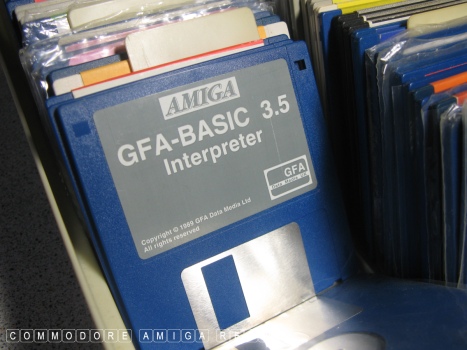 AMIGA
GFA-BASIC 3.5
Interpreter
GFA
Data Media UK
Copyright © 1989 GFA Data Media Ltd
All rights reserved
COMMODORE AMIGA